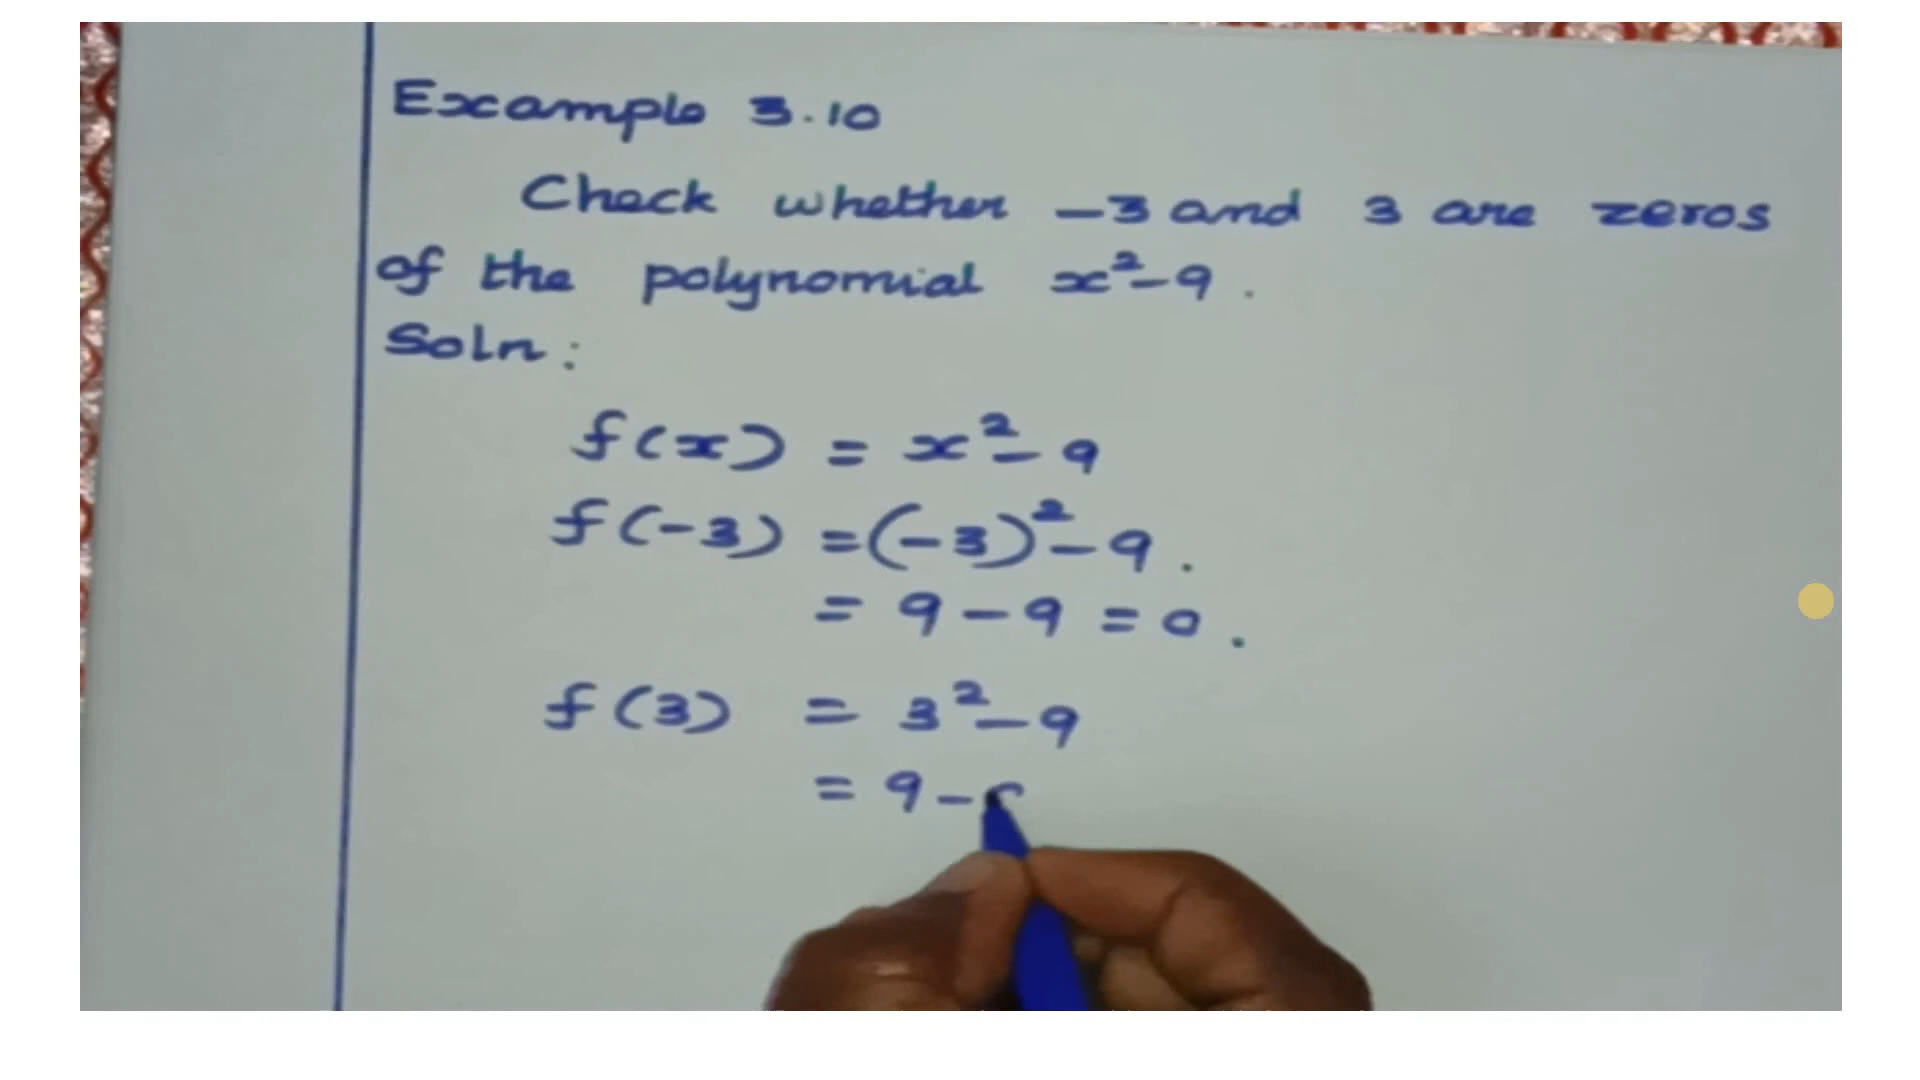 Example 3.10
Check whether -3 and 3 are zeros
of the polynomial x²-9.
Soln:
f(x) = x²-9
f(-3) = (-3)²-9.
= 9-9 = 0.
f(3) = 3²-9
= 9-